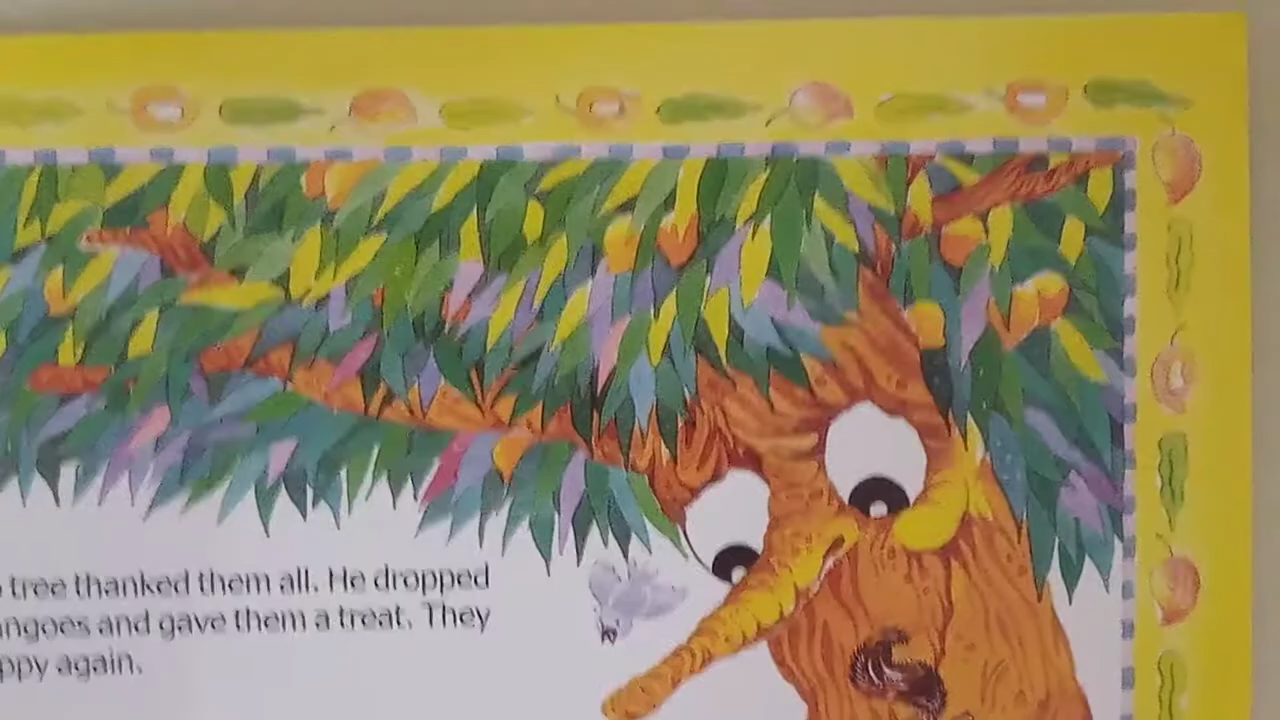 tree thanked them all. He dropped
angoes and gave them a treat. They
ppy again.